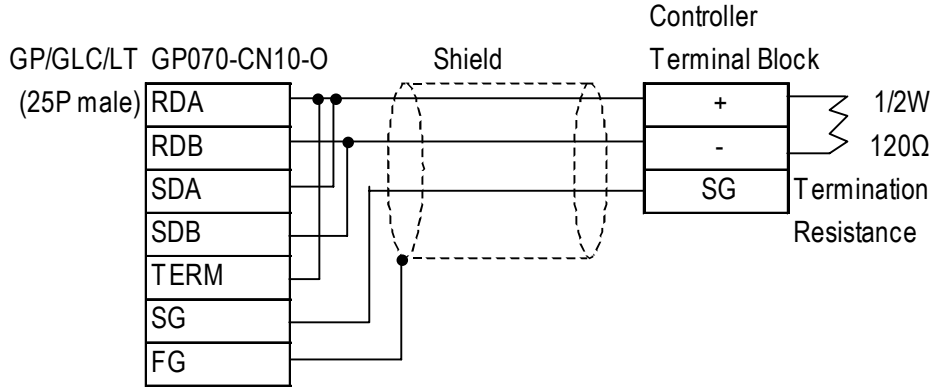 Controller
GP/GLC/LT GP070-CN10-O Shield Terminal Block
(25P male) RDA + 1/2W
RDB - 120Ω
SDA SG Termination
SDB Resistance
TERM
SG
FG